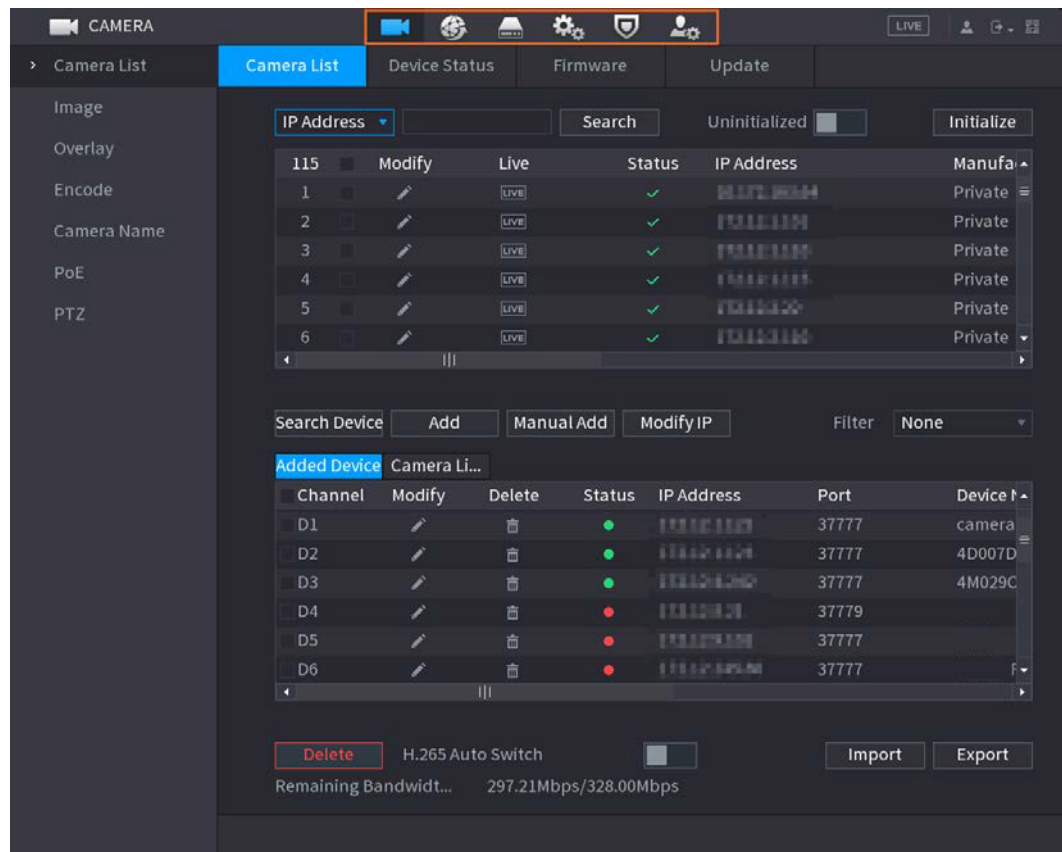 CAMERA LIVE
Camera List
Image
Overlay
Encode
Camera Name
PoE
PTZ
Camera List Device Status Firmware Update
IP Address Search Uninitialized Initialize
115 Modify Live Status IP Address Manufa
1 LIVE Private
2 LIVE Private
3 LIVE Private
4 LIVE Private
5 LIVE Private
6 LIVE Private
Search Device Add Manual Add Modify IP Filter None
Added Device Camera Li...
Channel Modify Delete Status IP Address Port Device
D1 37777 camera
D2 37777 4D007D
D3 37777 4M029C
D4 37779
D5 37777
D6 37777
Delete H.265 Auto Switch Import Export
Remaining Bandwidt... 297.21Mbps/328.00Mbps